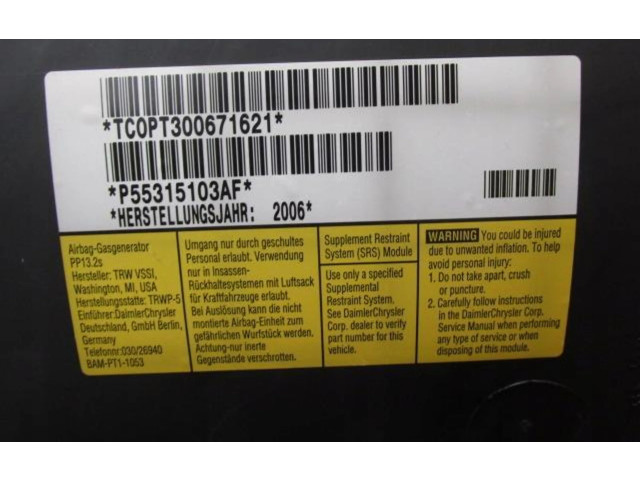 *TC0PT300671621*
*P55315103AF*
*HERSTELLUNGSJAHR: 2006*
Airbag-Gasgenerator
PP13.2s
Hersteller: TRW VSSI,
Washington, MI, USA
Herstellungsstatte: TRWP-5
Einführer:DaimlerChrysler
Deutschland, GmbH Berlin,
Germany
Telefonnr:030/26940
BAM-PT1-1053
Umgang nur durch geschultes
Personal erlaubt. Verwendung
nur in Insassen-
Rückhaltesystemen mit Luftsack
für Kraftfahrzeuge erlaubt.
Bei Auslösung kann die nicht
montierte Airbag-Einheit zum
gefährlichen Wurfstück werden.
Achtung-nur inerte
Gegenstände verschrotten.
Supplement Restraint
System (SRS) Module
Use only a specified
Supplemental
Restraint System.
See DaimlerChrysler
Corp. dealer to verify
part number for this
vehicle.
WARNING You could be injured
due to unwanted inflation. To help
avoid personal injury:
1. Do not take apart, crush
or puncture.
2. Carefully follow instructions
in the DaimlerChrysler Corp.
Service Manual when performing
any type of service or when
disposing of this module.